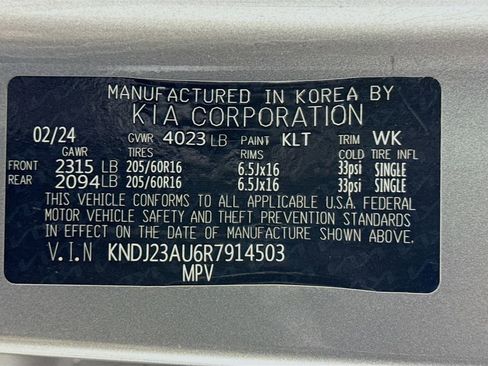 MANUFACTURED IN KOREA BY
KIA CORPORATION
02/24 GVWR 4023 LB PAINT KLT TRIM WK
GAWR TIRES RIMS COLD TIRE INFL
FRONT 2315 LB 205/60R16 6.5Jx16 33psi SINGLE
REAR 2094 LB 205/60R16 6.5Jx16 33psi SINGLE
THIS VEHICLE CONFORMS TO ALL APPLICABLE U.S.A. FEDERAL
MOTOR VEHICLE SAFETY AND THEFT PREVENTION STANDARDS
IN EFFECT ON THE DATE OF MANUFACTURE SHOWN ABOVE
V.I.N KNDJ23AU6R7914503
MPV